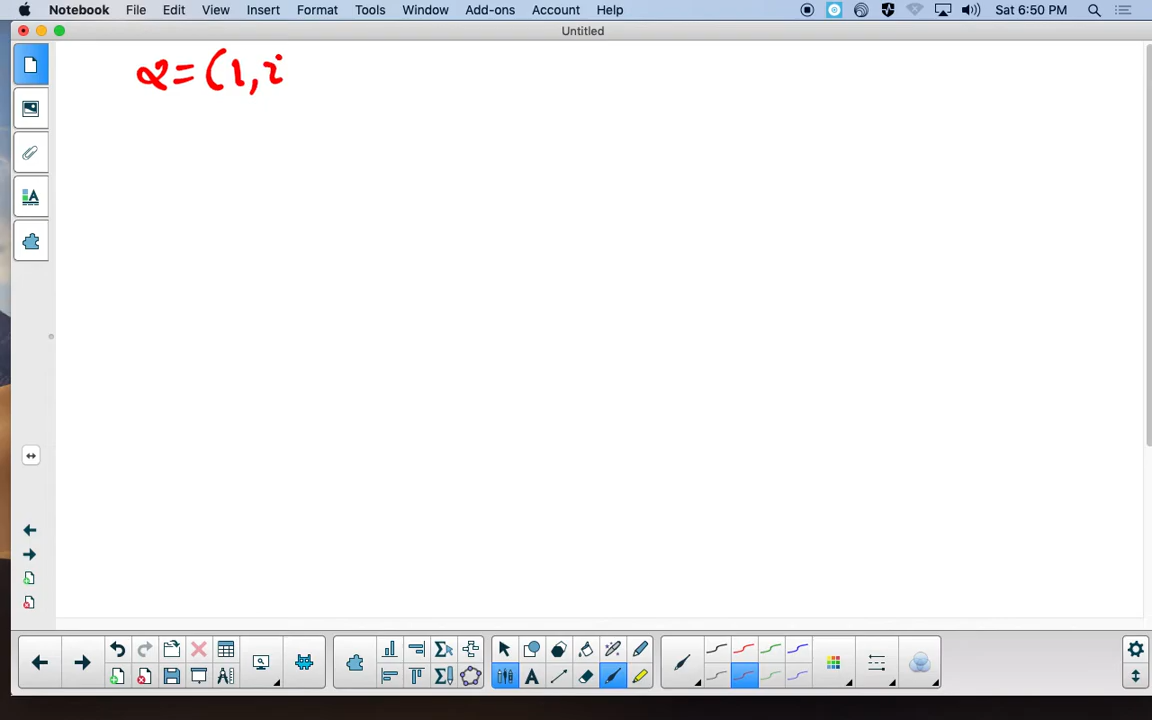 Notebook File Edit View Insert Format Tools Window Add-ons Account Help Sat 6:50 PM
Untitled
α=(1,i